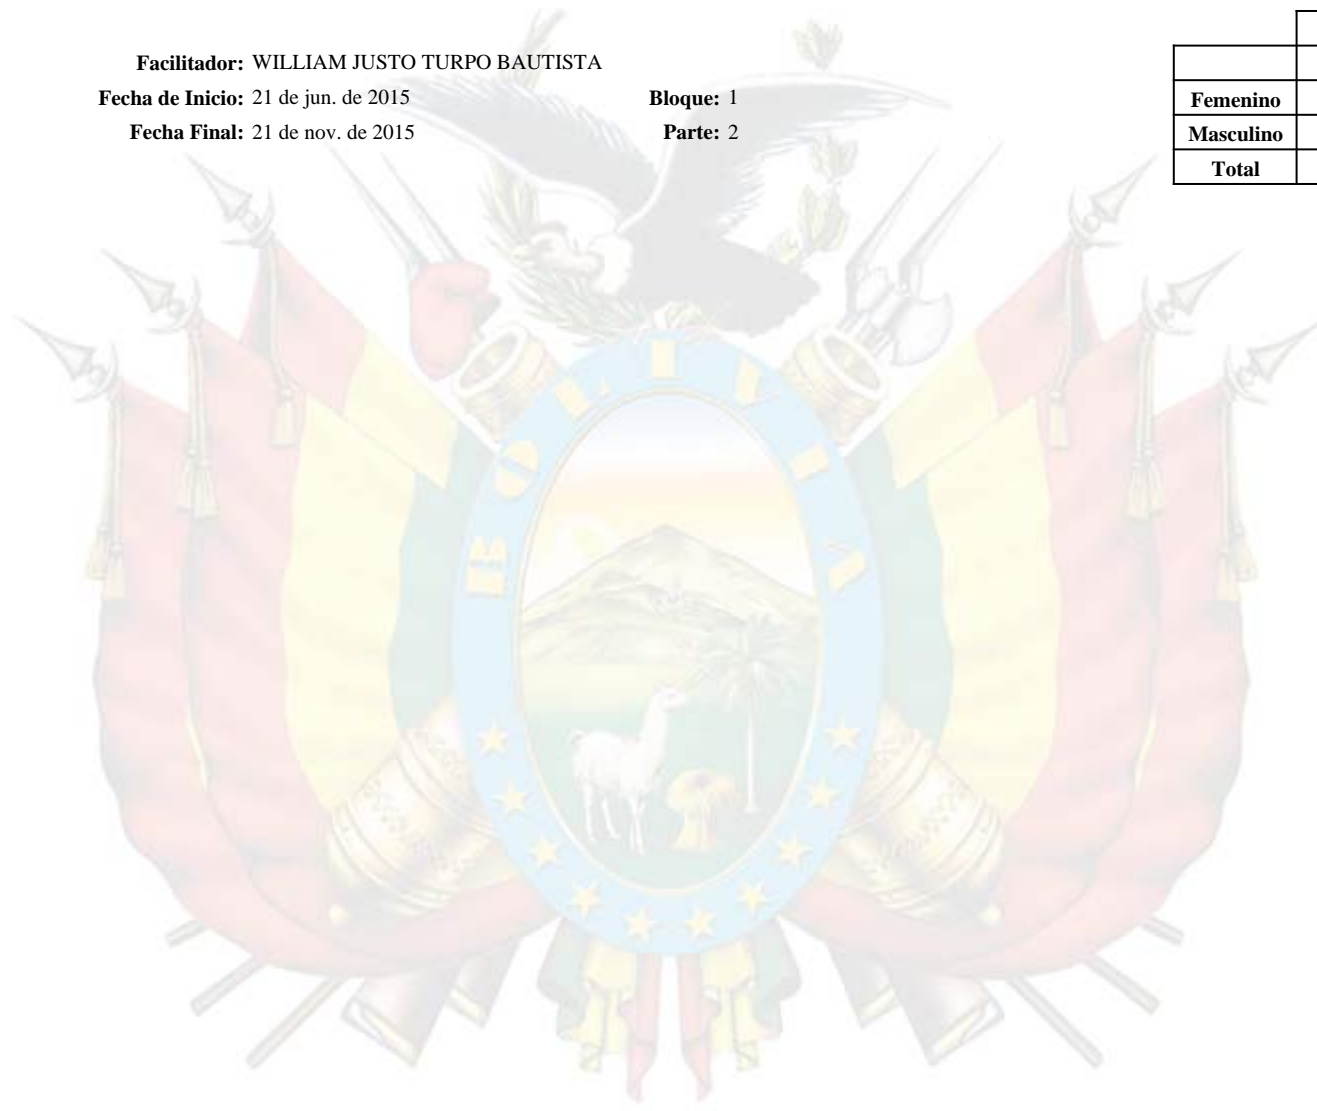 Facilitador: WILLIAM JUSTO TURPO BAUTISTA
Fecha de Inicio: 21 de jun. de 2015 Bloque: 1
Fecha Final: 21 de nov. de 2015 Parte: 2
Femenino
Masculino
Total
BOLIVIA